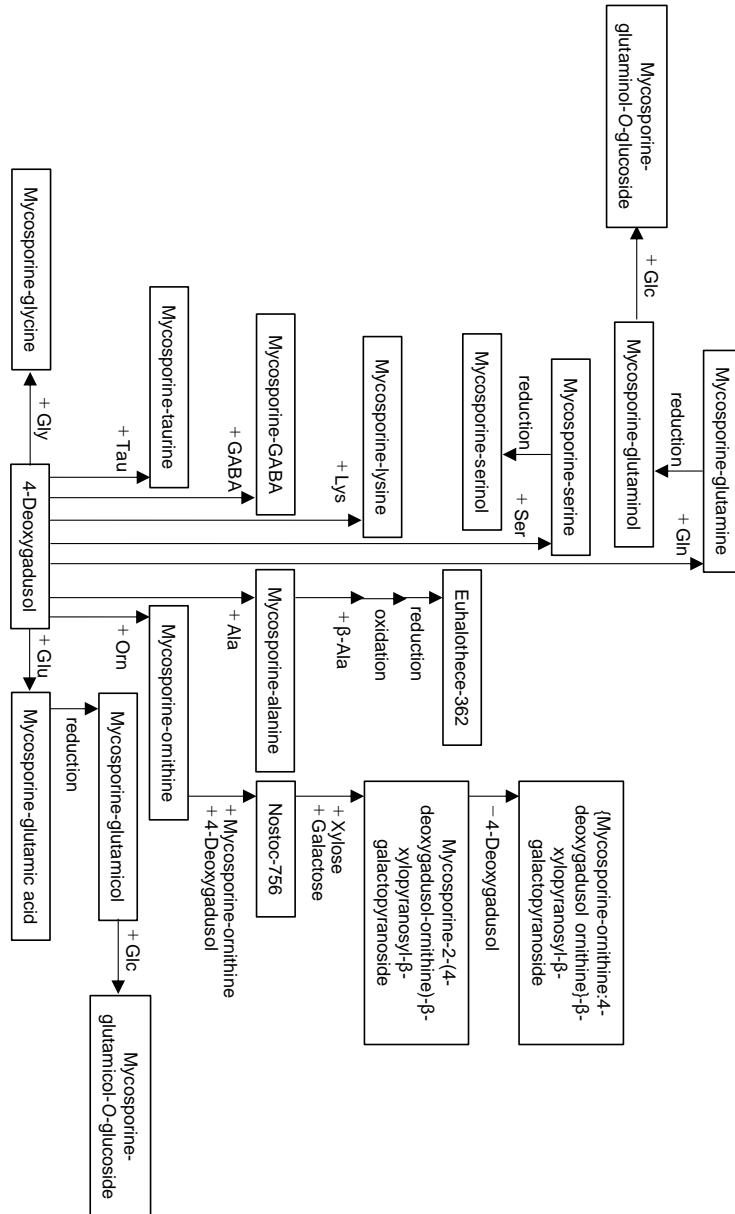 Mycosporine-glutamine
reduction
+ Gln
Mycosporine-
glutaminol-O-glucoside
+ Glc
Mycosporine-glutaminol
{Mycosporine-ornithine:4-
deoxygadusol ornithine}-β-
xylopyranosyl-β-
galactopyranoside
Mycosporine-serine
reduction
+ Ser
− 4-Deoxygadusol
Mycosporine-serinol
Euhalothece-362
reduction
oxidation
+ β-Ala
Mycosporine-2-(4-
deoxygadusol-ornithine)-β-
xylopyranosyl-β-
galactopyranoside
Mycosporine-lysine
+ Lys
+ Xylose
+ Galactose
Mycosporine-GABA
+ GABA
Mycosporine-alanine
+ Ala
Nostoc-756
+ Mycosporine-ornithine
+ 4-Deoxygadusol
Mycosporine-taurine
+ Tau
Mycosporine-ornithine
+ Orn
Mycosporine-glutamicol
+ Glc
Mycosporine-
glutamicol-O-glucoside
reduction
Mycosporine-glycine
+ Gly
4-Deoxygadusol
+ Glu
Mycosporine-glutamic acid